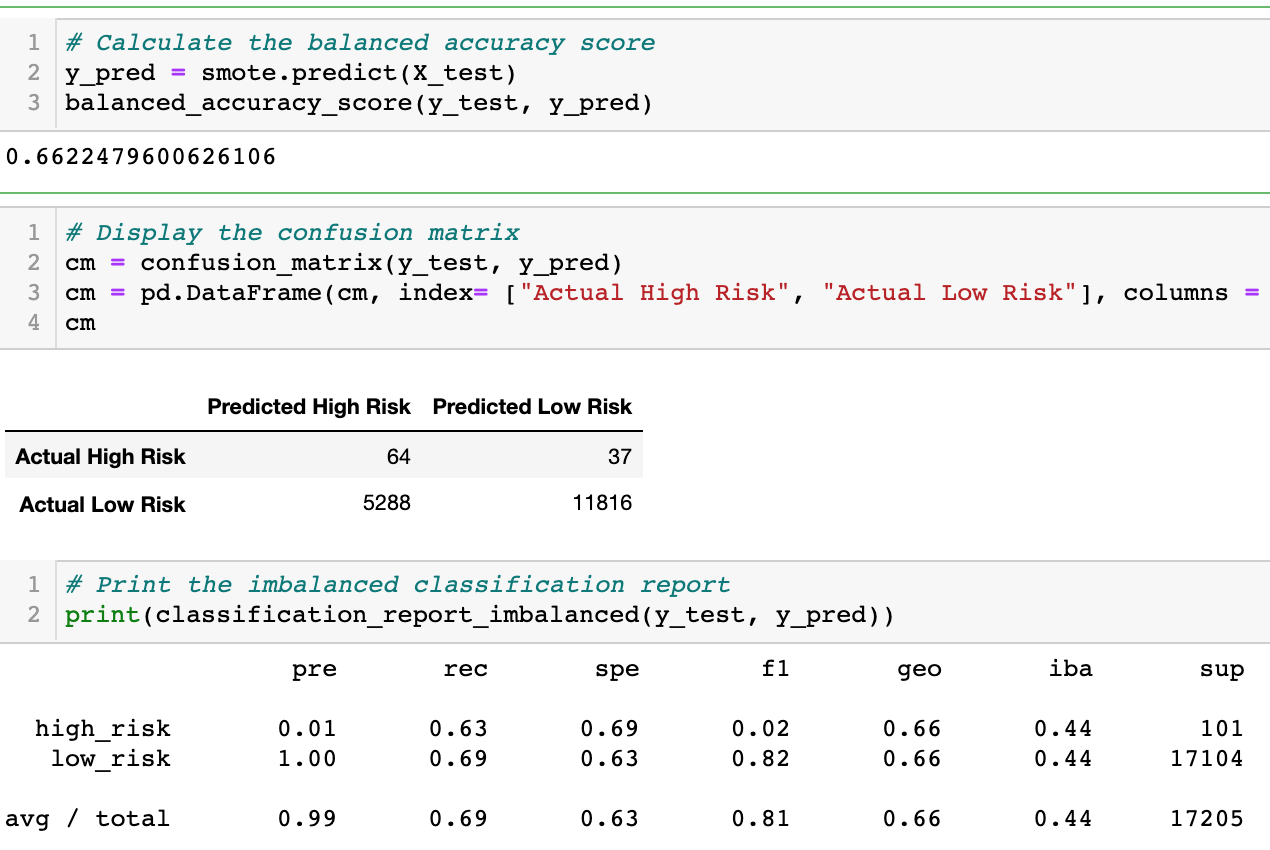 1 # Calculate the balanced accuracy score
2 y_pred = smote.predict(X_test)
3 balanced_accuracy_score(y_test, y_pred)
0.6622479600626106
1 # Display the confusion matrix
2 cm = confusion_matrix(y_test, y_pred)
3 cm = pd.DataFrame(cm, index= ["Actual High Risk", "Actual Low Risk"], columns =
4 cm
Predicted High Risk Predicted Low Risk
Actual High Risk 64 37
Actual Low Risk 5288 11816
1 # Print the imbalanced classification report
2 print(classification_report_imbalanced(y_test, y_pred))
pre rec spe f1 geo iba sup
high_risk 0.01 0.63 0.69 0.02 0.66 0.44 101
low_risk 1.00 0.69 0.63 0.82 0.66 0.44 17104
avg / total 0.99 0.69 0.63 0.81 0.66 0.44 17205